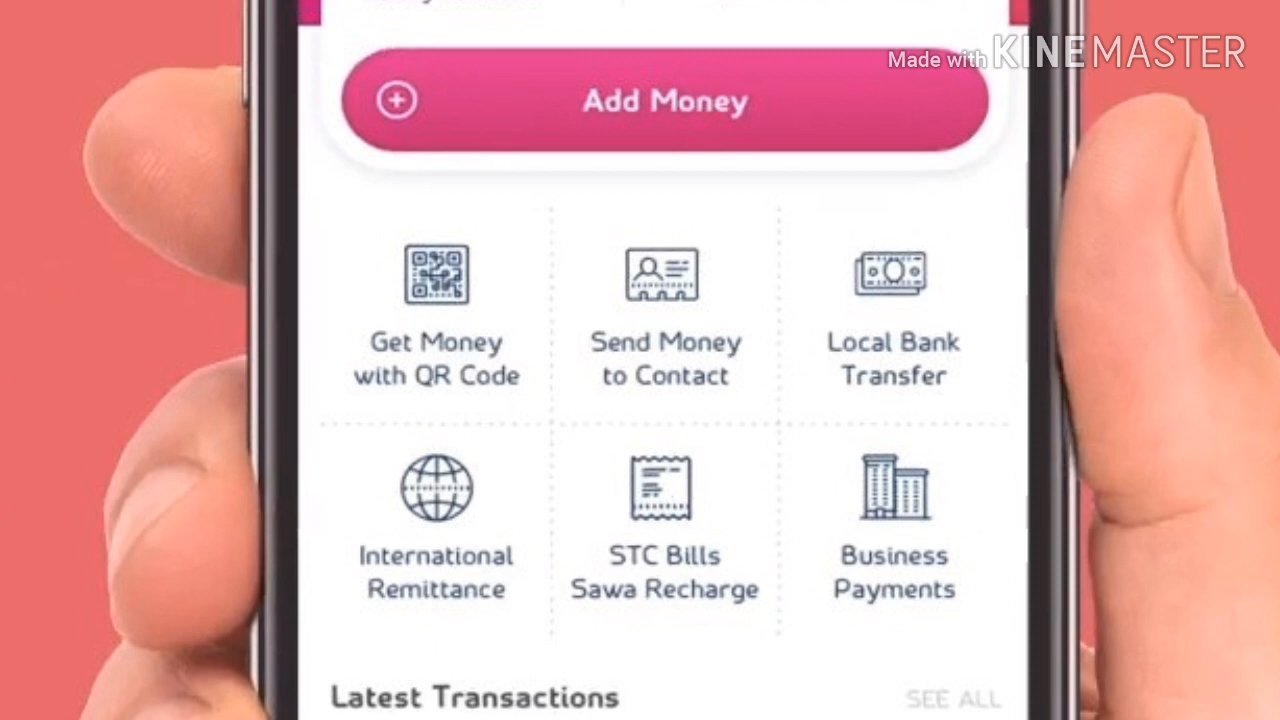 Made with KINEMASTER
Add Money
Get Money
with QR Code
Send Money
to Contact
Local Bank
Transfer
International
Remittance
STC Bills
Sawa Recharge
Business
Payments
Latest Transactions
SEE ALL